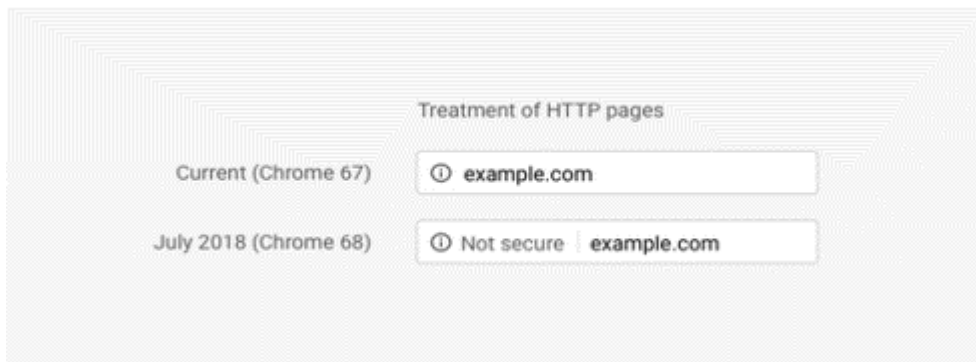 Treatment of HTTP pages
Current (Chrome 67) example.com
July 2018 (Chrome 68) Not secure example.com